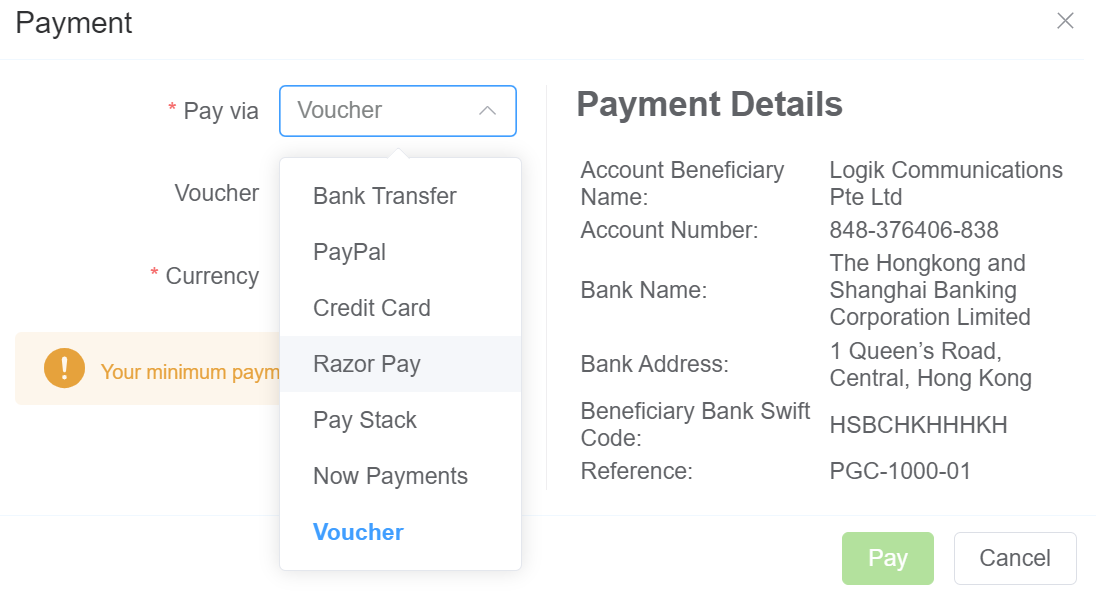 Payment
* Pay via
Voucher
Voucher
* Currency
Your minimum paym
Bank Transfer
PayPal
Credit Card
Razor Pay
Pay Stack
Now Payments
Voucher
Payment Details
Account Beneficiary
Name:
Logik Communications
Pte Ltd
Account Number:
848-376406-838
Bank Name:
The Hongkong and
Shanghai Banking
Corporation Limited
Bank Address:
1 Queen’s Road,
Central, Hong Kong
Beneficiary Bank Swift
Code:
HSBCHKHHHKH
Reference:
PGC-1000-01
Pay
Cancel